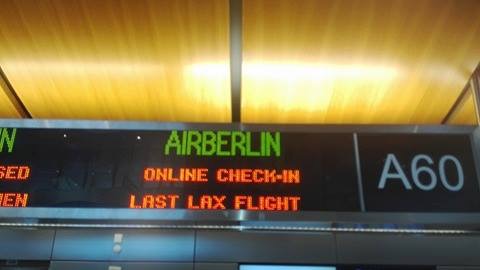 AIRBERLIN
ONLINE CHECK-IN
LAST LAX FLIGHT
A60